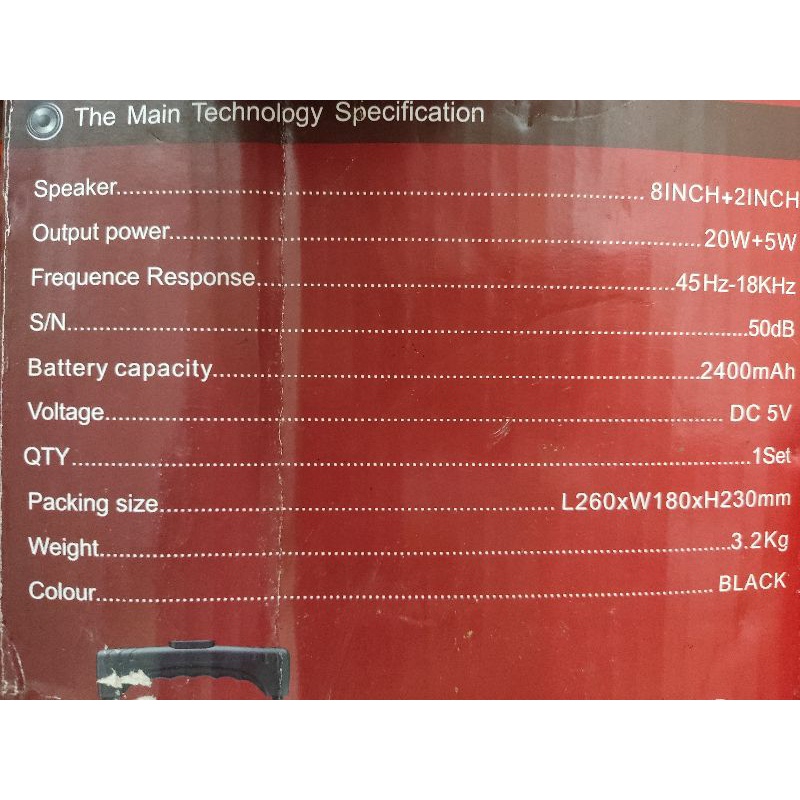 The Main Technology Specification
Speaker........ 8INCH+2INCH
Output power........20W+5W
Frequence Response........45Hz-18KHz
S/N........50dB
Battery capacity........2400mAh
Voltage........ DC 5V
QTY........1Set
Packing size........ L260xW180xH230mm
Weight........3.2Kg
Colour........ BLACK